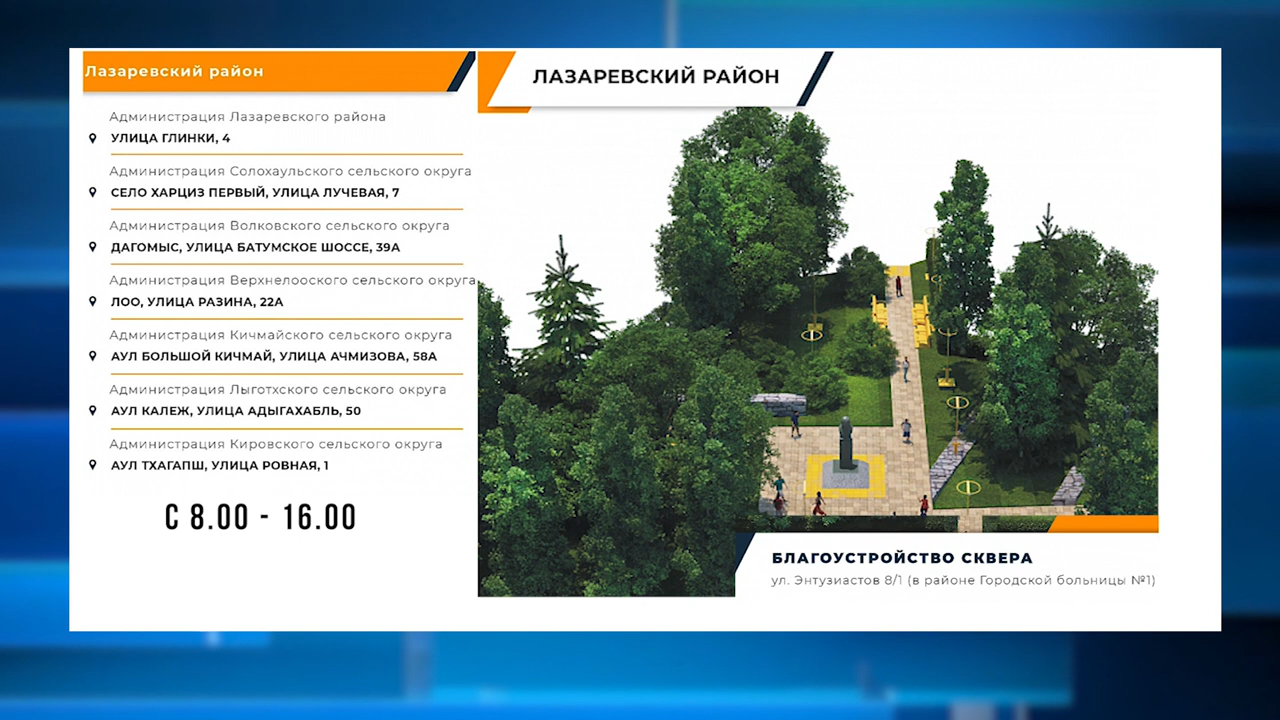 Лазаревский район
Администрация Лазаревского района
УЛИЦА ГЛИНКИ, 4
Администрация Солохаульского сельского округа
СЕЛО ХАРЦИЗ ПЕРВЫЙ, УЛИЦА ЛУЧЕВАЯ, 7
Администрация Волковского сельского округа
ДАГОМЫС, УЛИЦА БАТУМСКОЕ ШОССЕ, 39А
Администрация Верхнелооского сельского округа
ЛОО, УЛИЦА РАЗИНА, 22А
Администрация Кичмайского сельского округа
АУЛ БОЛЬШОЙ КИЧМАЙ, УЛИЦА АЧМИЗОВА, 58А
Администрация Лыготхского сельского округа
АУЛ КАЛЕЖ, УЛИЦА АДЫГАХАБЛЬ, 50
Администрация Кировского сельского округа
АУЛ ТХАГАПШ, УЛИЦА РОВНАЯ, 1
С 8.00 - 16.00
ЛАЗАРЕВСКИЙ РАЙОН
БЛАГОУСТРОЙСТВО СКВЕРА
ул. Энтузиастов 8/1 (в районе Городской больницы №1)